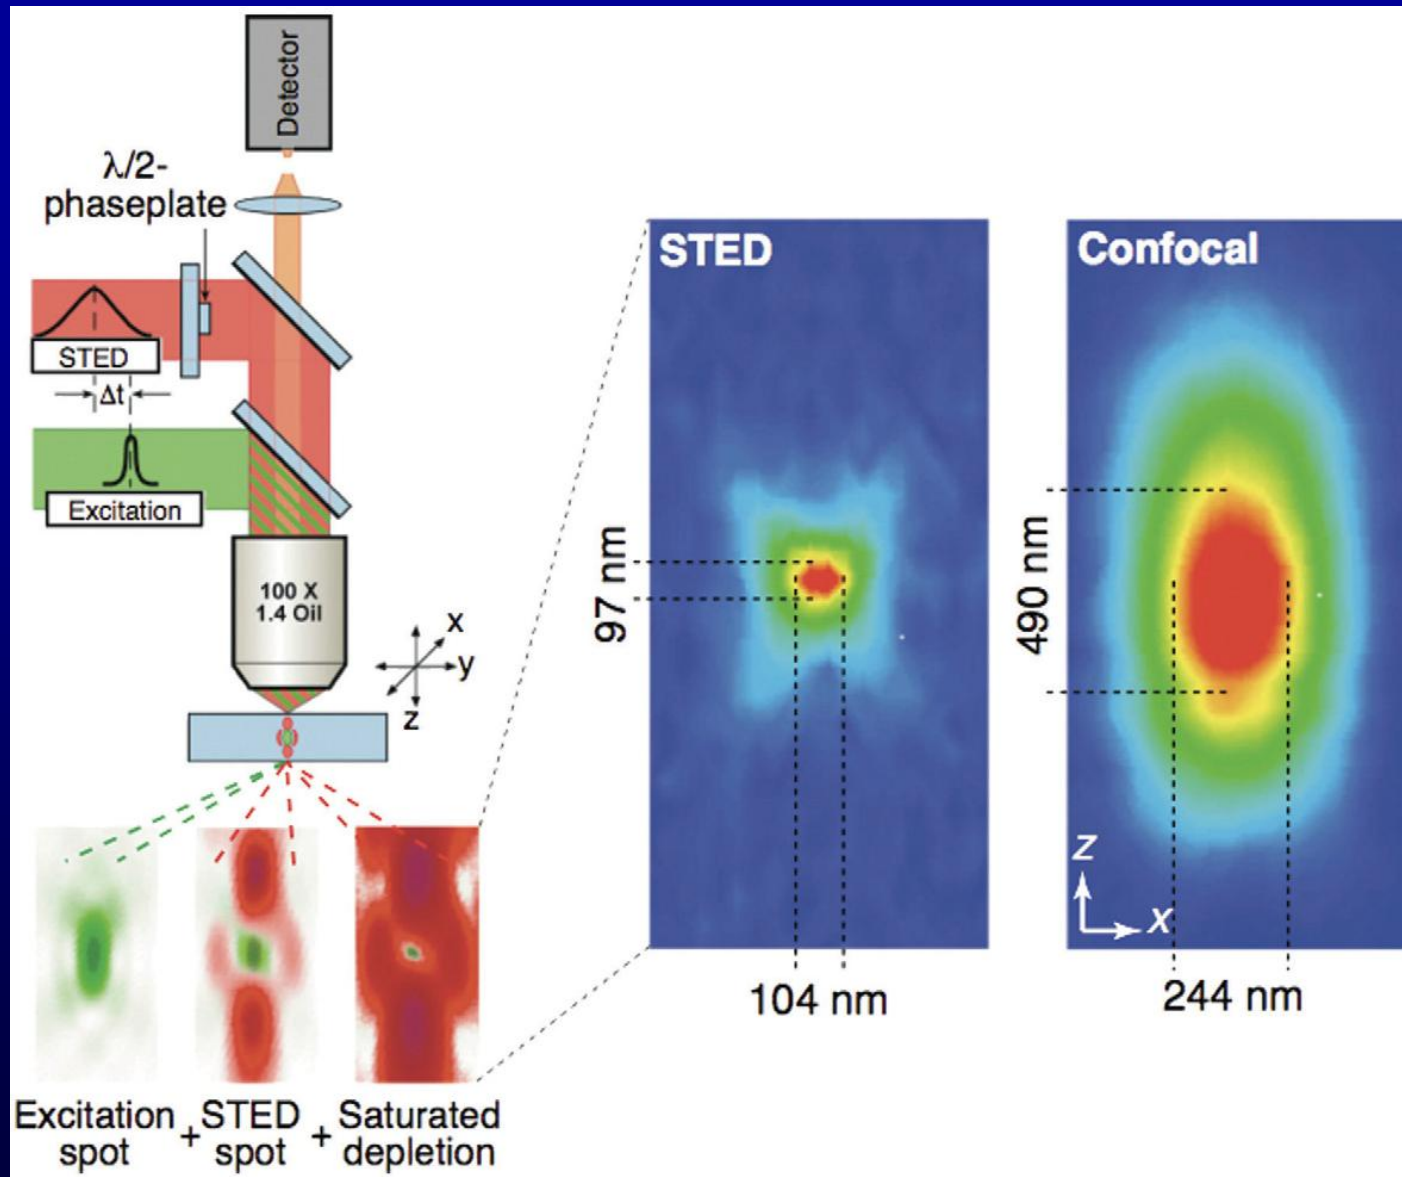 Detector
λ/2-
phaseplate
STED
Δt
Excitation
100 X
1.4 Oil
x
y
z
Excitation
spot
+
STED
spot
+
Saturated
depletion
STED
97 nm
104 nm
Confocal
490 nm
z
x
244 nm